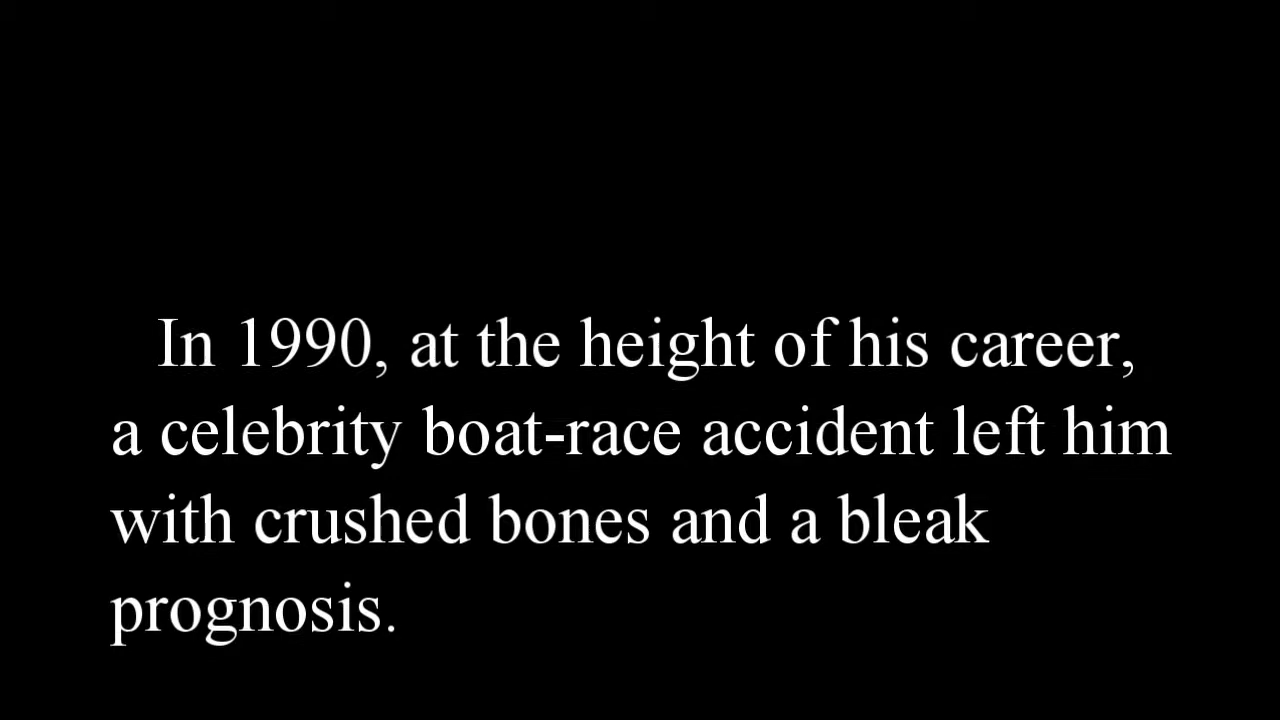 In 1990, at the height of his career,
a celebrity boat-race accident left him
with crushed bones and a bleak
prognosis.